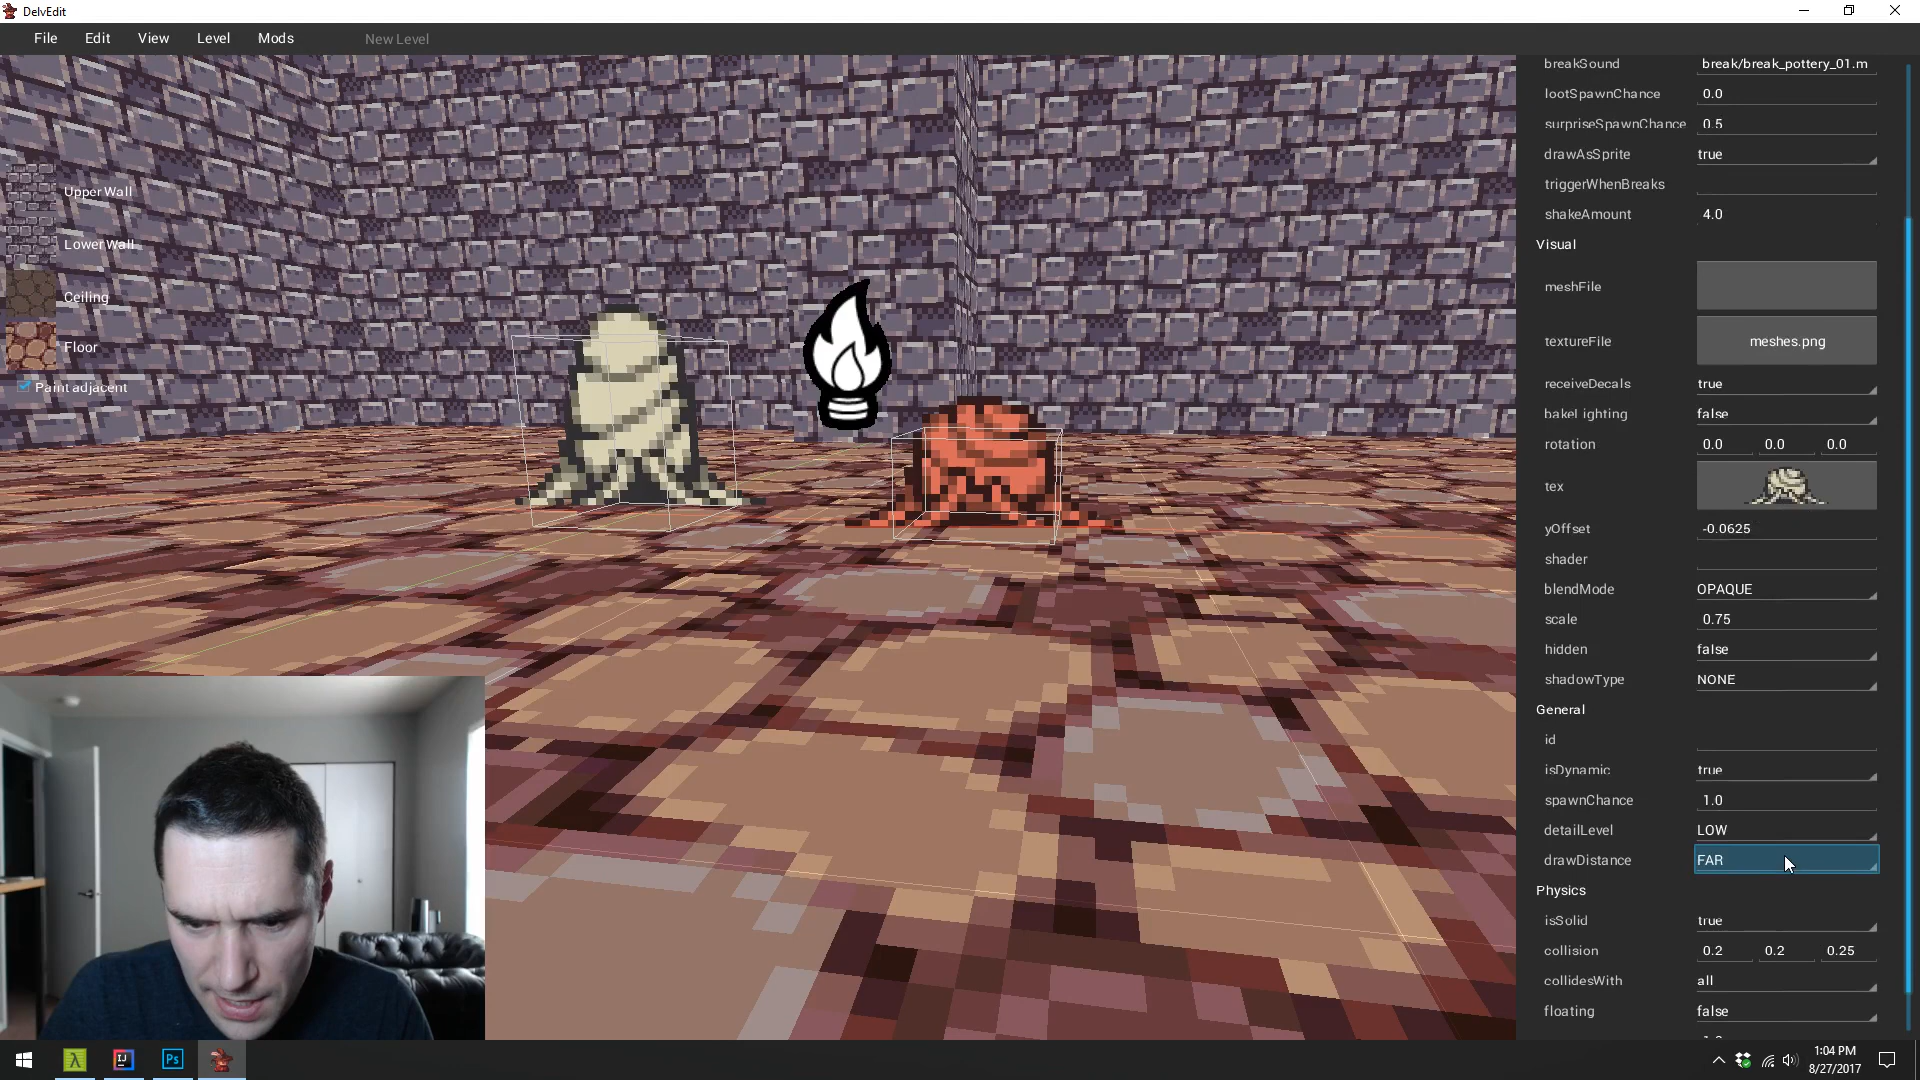 DelvEdit
File Edit View Level Mods New Level
Upper Wall
Lower Wall
Ceiling
Floor
Paint adjacent
breakSound break/break_pottery_01.m
lootSpawnChance 0.0
surpriseSpawnChance 0.5
drawAsSprite true
triggerWhenBreaks
shakeAmount 4.0
Visual
meshFile
textureFile meshes.png
receiveDecals true
bakeLighting false
rotation 0.0 0.0 0.0
tex
yOffset -0.0625
shader
blendMode OPAQUE
scale 0.75
hidden false
shadowType NONE
General
id
isDynamic true
spawnChance 1.0
detailLevel LOW
drawDistance FAR
Physics
isSolid true
collision 0.2 0.2 0.25
collidesWith all
floating false
λ IJ Ps
1:04 PM
8/27/2017